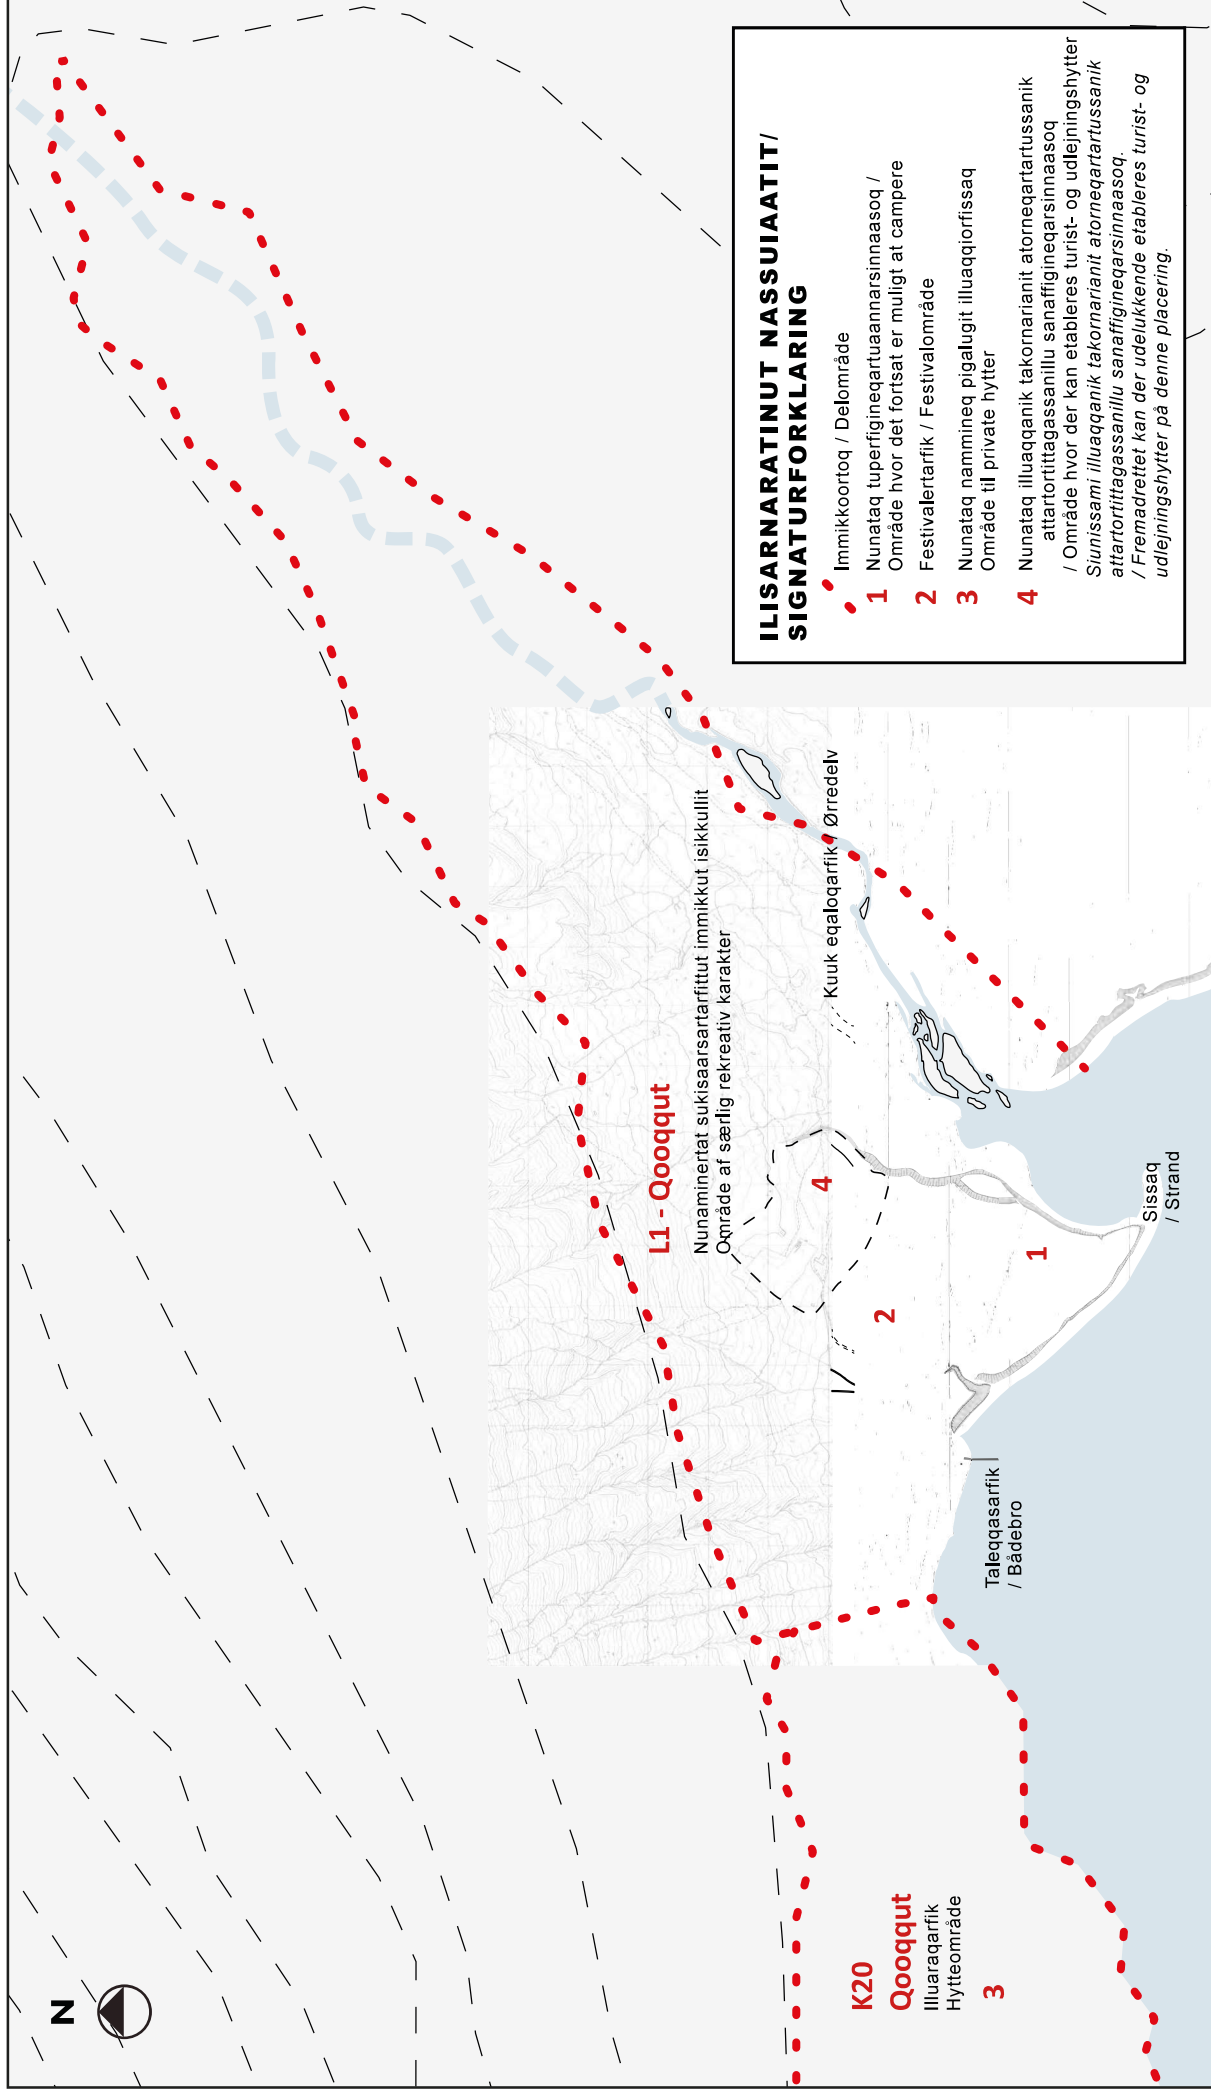 N
K20
Qooqqut
Illuaraqarfik
Hytteområde
3
L1 - Qooqqut
Nunaminertat sukisaarsartarfittut immikkut isikkullit
Område af særlig rekreativ karakter
Kuuk eqaloqarfik / Ørredelv
4
2
1
Taleqqasarfik
/ Bådebro
Sissaq
/ Strand
ILISARNARATINUT NASSUIAATIT/
SIGNATURFORKLARING
Immikkoortoq / Delområde
1 Nunataq tuperfigineqartuaannarsinnaasoq /
Område hvor det fortsat er muligt at campere
2 Festivalertarfik / Festivalområde
3 Nunataq nammineq pigalugit illuaqqiorfissaq
Område til private hytter
4 Nunataq illuaqqanik takornarianit atorneqartartussanik
attartortittagassanillu sanaffigineqarsinnaasoq
/ Område hvor der kan etableres turist- og udlejningshytter
Siunissami illuaqqanik takornarianit atorneqartartussanik
attartortittagassanillu sanaffigineqarsinnaasoq.
/ Fremadrettet kan der udelukkende etableres turist- og
udlejningshytter på denne placering.